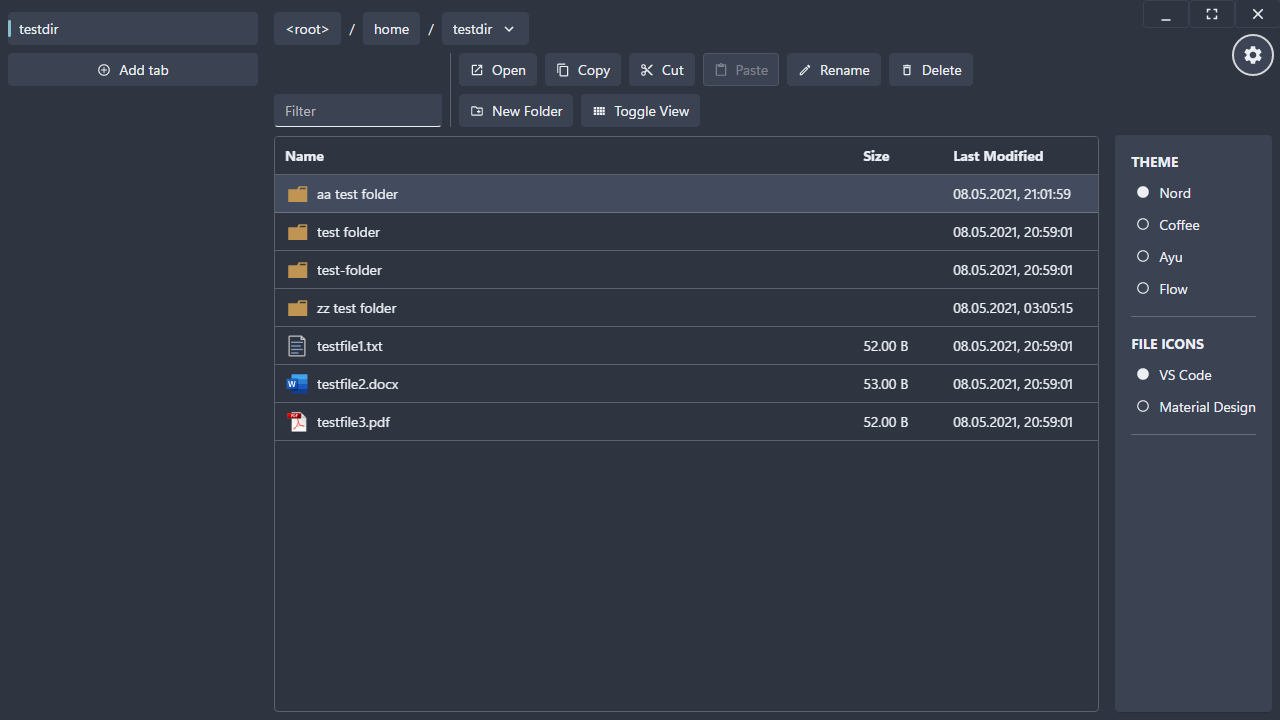 testdir
Add tab
<root> / home / testdir
Open Copy Cut Paste Rename Delete
Filter
New Folder Toggle View
Name Size Last Modified
aa test folder 08.05.2021, 21:01:59
test folder 08.05.2021, 20:59:01
test-folder 08.05.2021, 20:59:01
zz test folder 08.05.2021, 03:05:15
testfile1.txt 52.00 B 08.05.2021, 20:59:01
testfile2.docx 53.00 B 08.05.2021, 20:59:01
testfile3.pdf 52.00 B 08.05.2021, 20:59:01
THEME
Nord
Coffee
Ayu
Flow
FILE ICONS
VS Code
Material Design